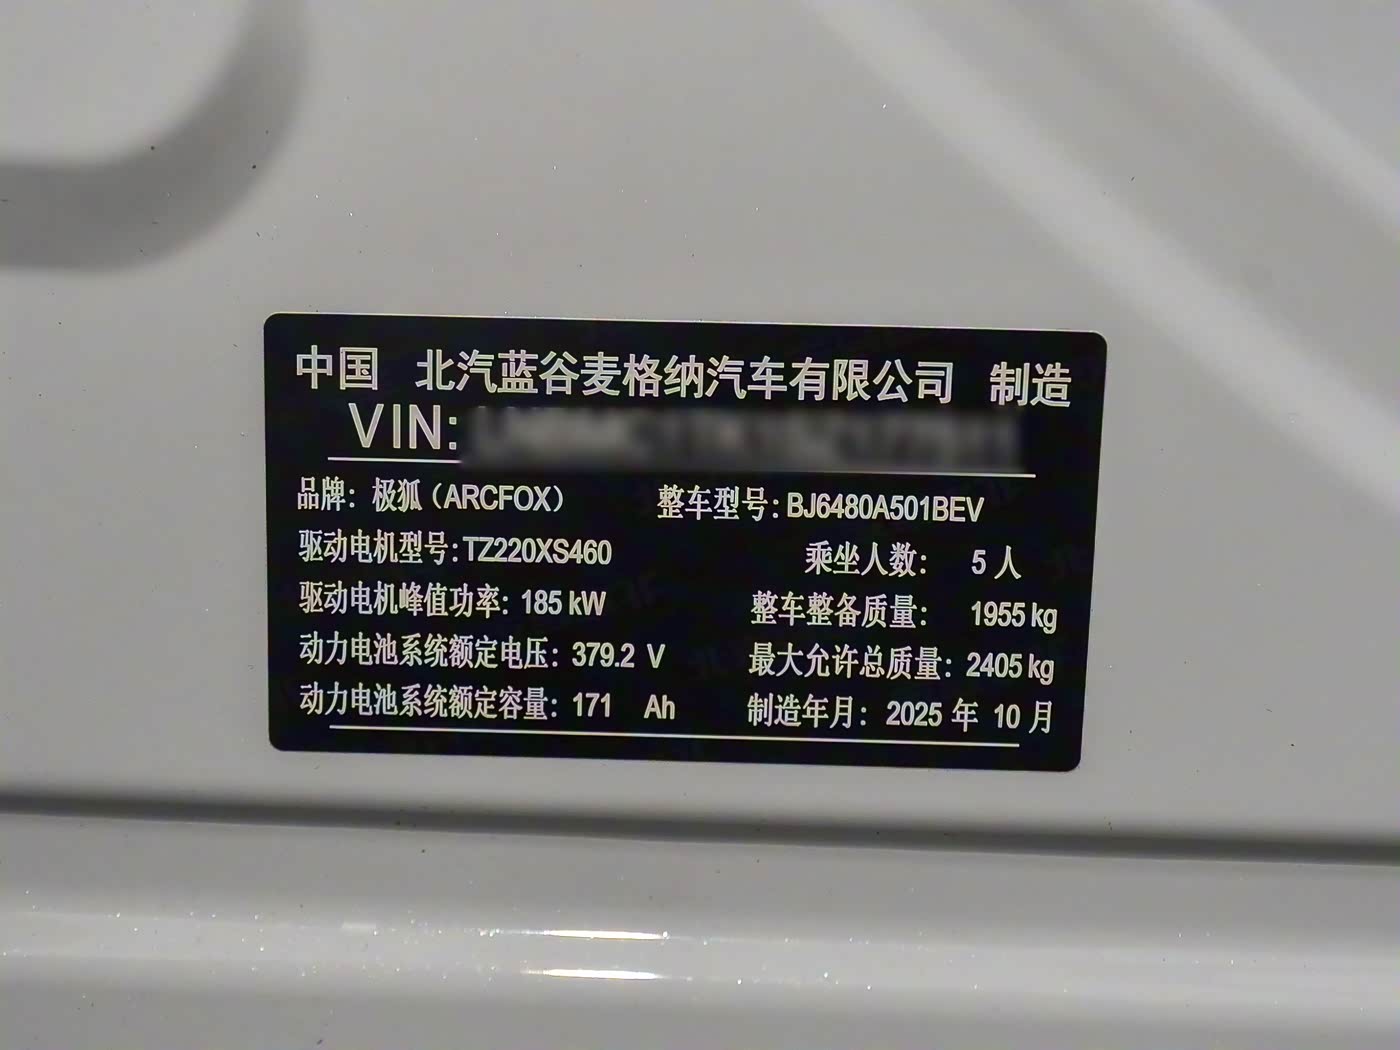 中国 北汽蓝谷麦格纳汽车有限公司 制造
VIN:
品牌: 极狐（ARCFOX） 整车型号: BJ6480A501BEV
驱动电机型号: TZ220XS460 乘坐人数: 5 人
驱动电机峰值功率: 185 kW 整车整备质量: 1955 kg
动力电池系统额定电压: 379.2 V 最大允许总质量: 2405 kg
动力电池系统额定容量: 171 Ah 制造年月: 2025 年 10 月